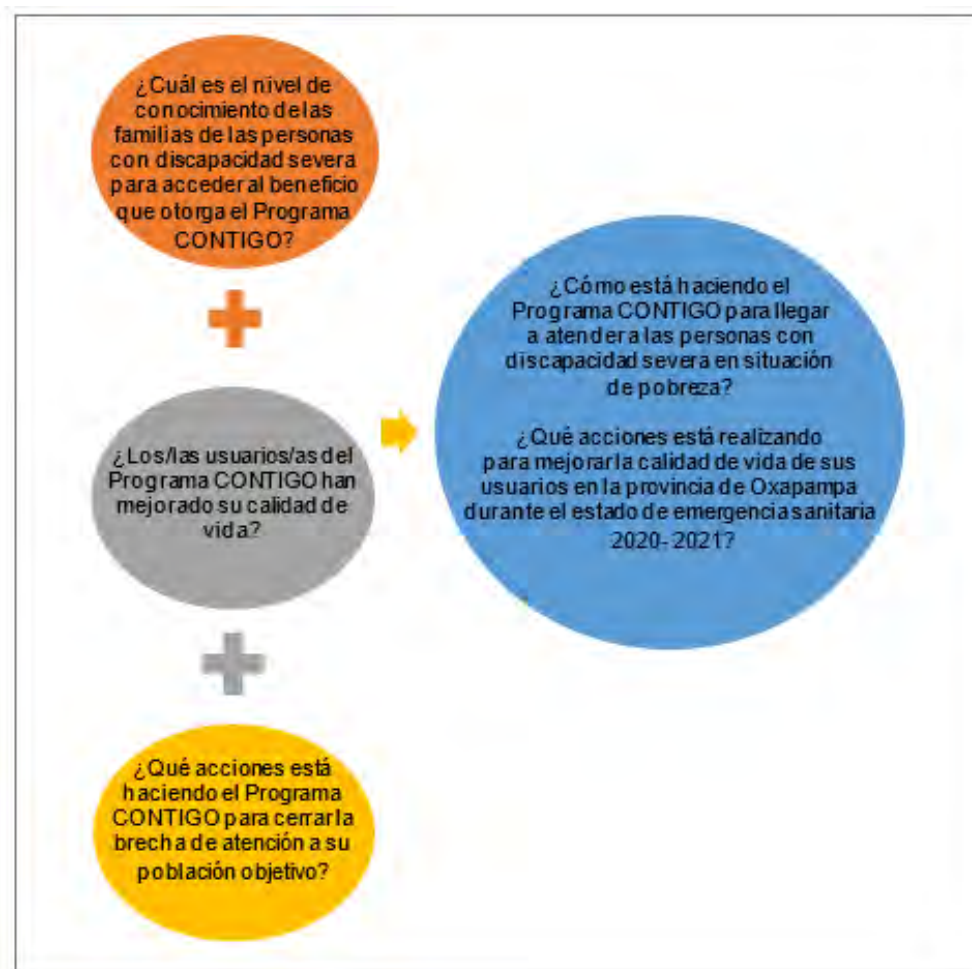 ¿Cuál es el nivel de
conocimiento de las
familias de las personas
con discapacidad severa
para acceder al beneficio
que otorga el Programa
CONTIGO?
¿Los/las usuarios/as del
Programa CONTIGO han
mejorado su calidad de
vida?
¿Qué acciones está
haciendo el Programa
CONTIGO para cerrar la
brecha de atención a su
población objetivo?
¿Cómo está haciendo el
Programa CONTIGO para llegar
a atender a las personas con
discapacidad severa en situación
de pobreza?
¿Qué acciones está realizando
para mejorar la calidad de vida de sus
usuarios en la provincia de Oxapampa
durante el estado de emergencia sanitaria
2020- 2021?